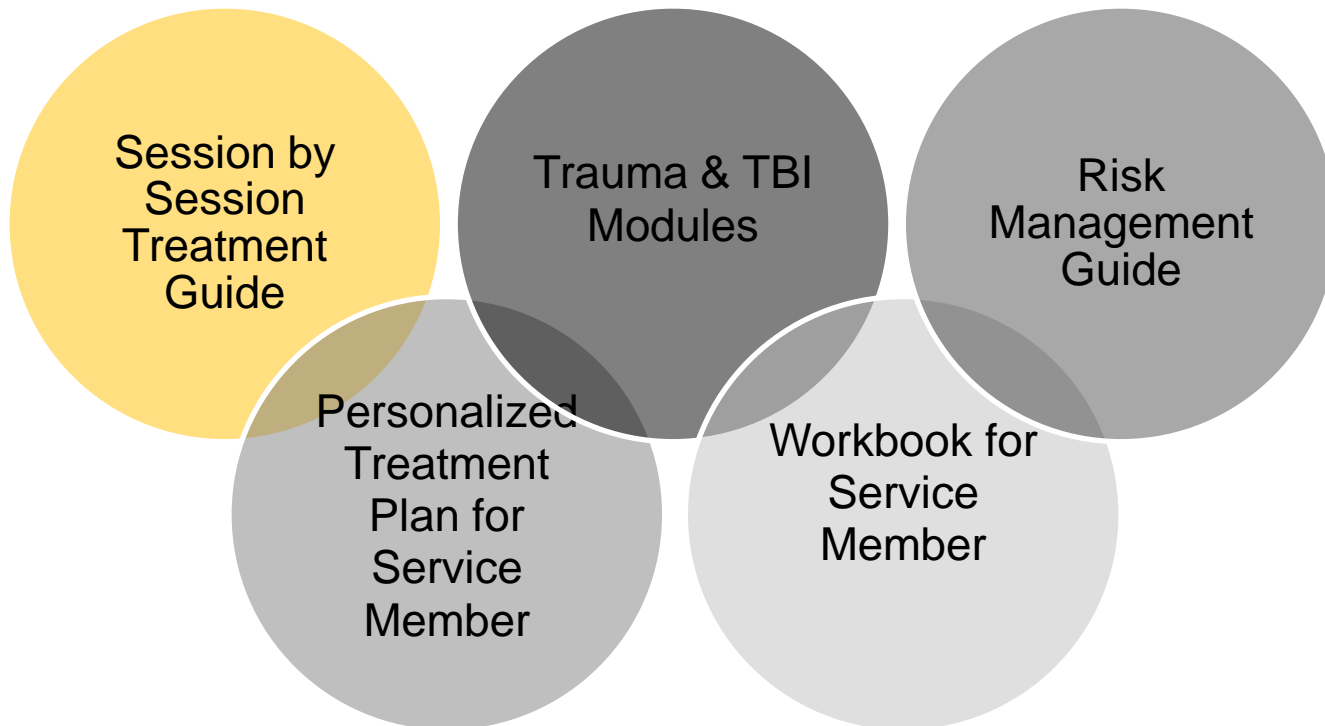 Session by
Session
Treatment
Guide
Trauma & TBI
Modules
Risk
Management
Guide
Personalized
Treatment
Plan for
Service
Member
Workbook for
Service
Member